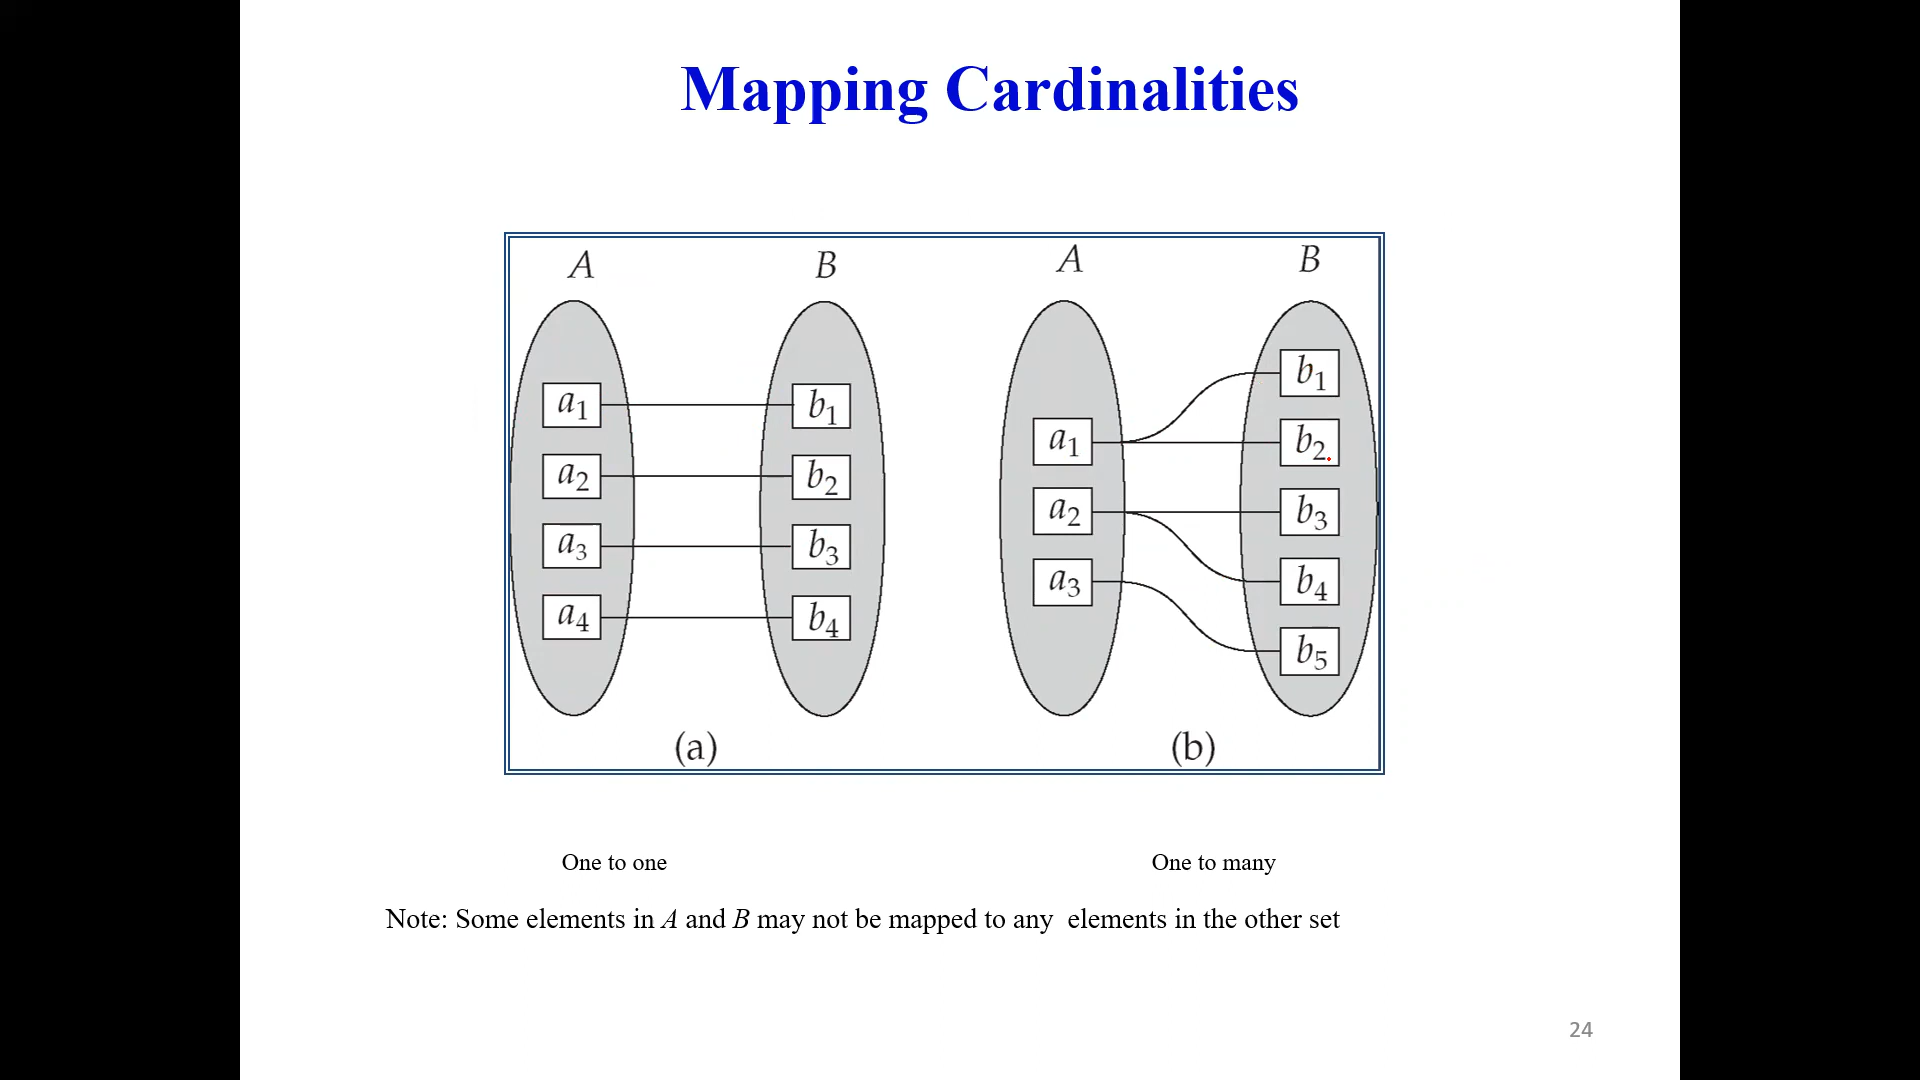 Mapping Cardinalities
A B A B
a1 b1
a2 b2
a3 b3
a4 b4
a1
a2
a3
b1
b2
b3
b4
b5
(a) (b)
One to one One to many
Note: Some elements in A and B may not be mapped to any elements in the other set
24